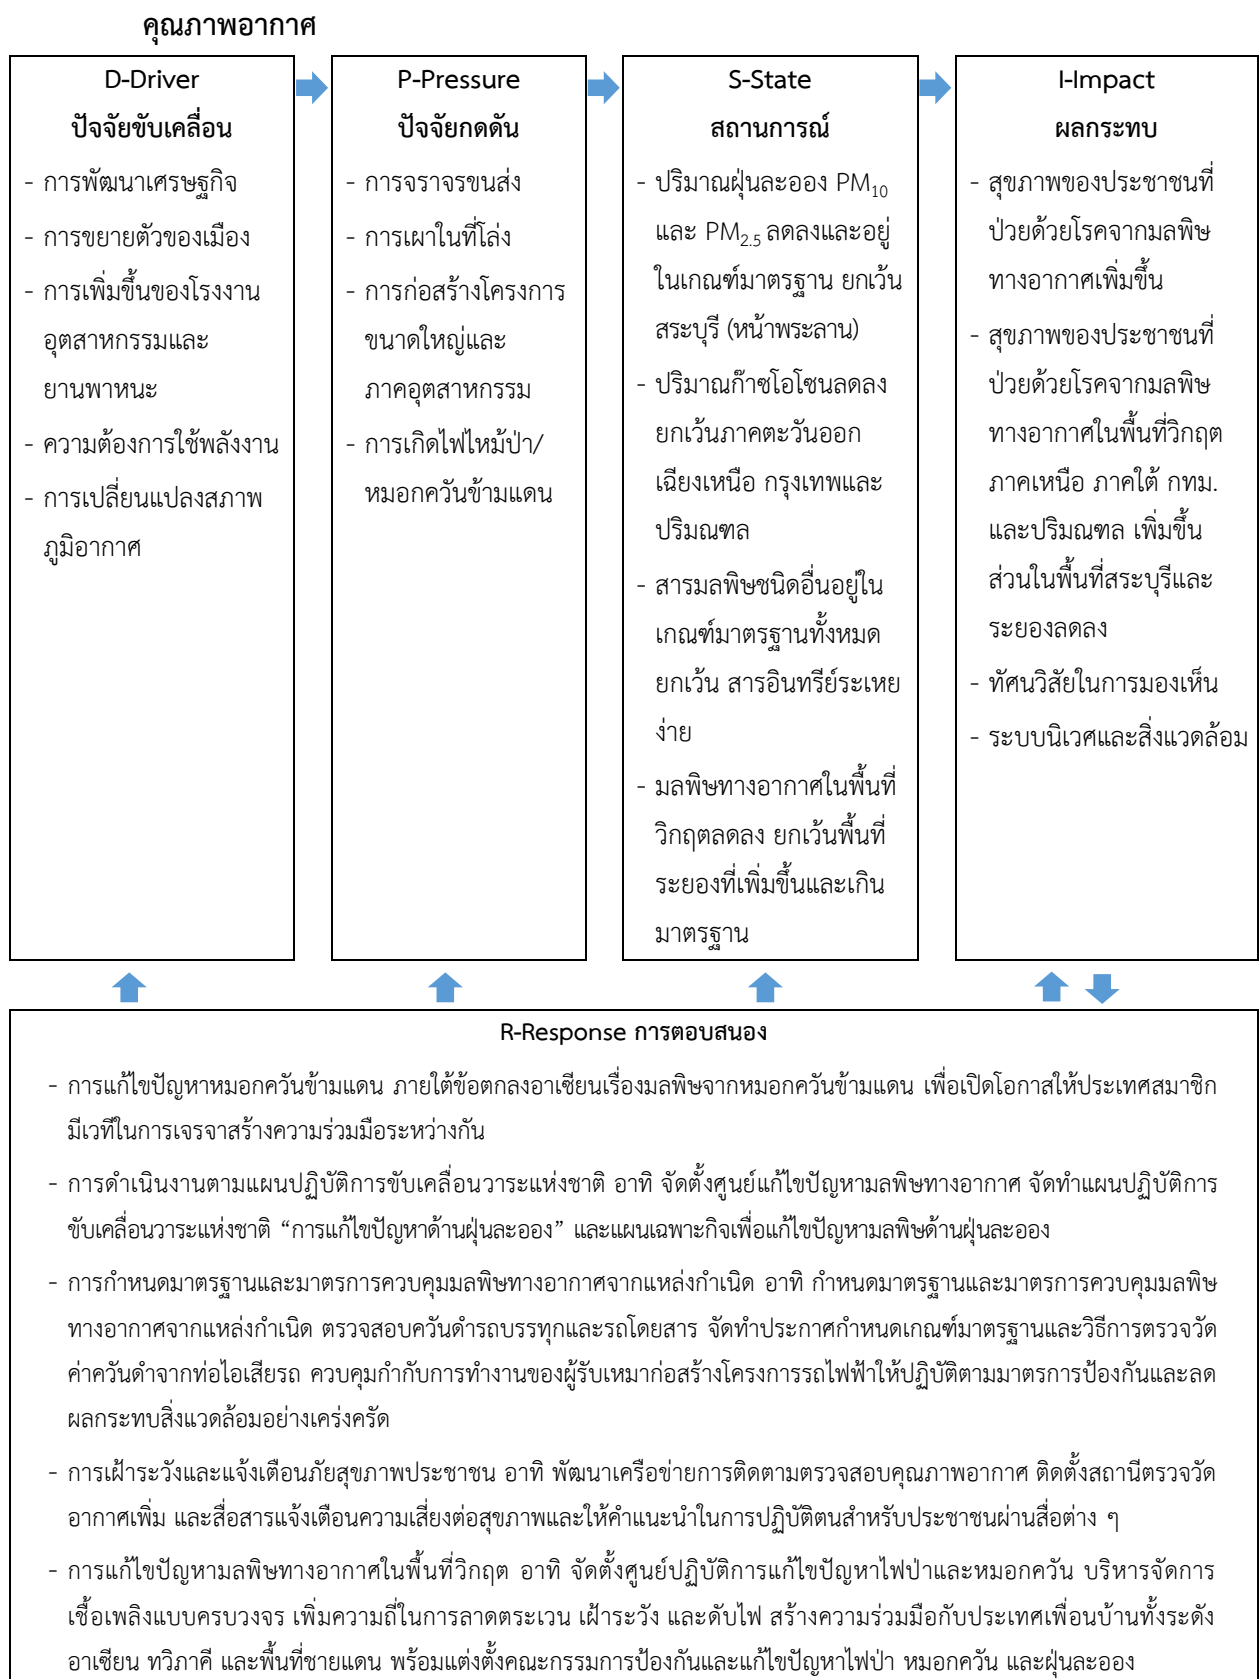 คุณภาพอากาศ
D-Driver
ปัจจัยขับเคลื่อน
- การพัฒนาเศรษฐกิจ
- การขยายตัวของเมือง
- การเพิ่มขึ้นของโรงงาน
อุตสาหกรรมและ
ยานพาหนะ
- ความต้องการใช้พลังงาน
- การเปลี่ยนแปลงสภาพ
ภูมิอากาศ
P-Pressure
ปัจจัยกดดัน
- การจราจรขนส่ง
- การเผาในที่โล่ง
- การก่อสร้างโครงการ
ขนาดใหญ่และ
ภาคอุตสาหกรรม
- การเกิดไฟไหม้ป่า/
หมอกควันข้ามแดน
S-State
สถานการณ์
- ปริมาณฝุ่นละออง PM10
และ PM2.5 ลดลงและอยู่
ในเกณฑ์มาตรฐาน ยกเว้น
สระบุรี (หน้าพระลาน)
- ปริมาณก๊าซโอโซนลดลง
ยกเว้นภาคตะวันออก
เฉียงเหนือ กรุงเทพและ
ปริมณฑล
- สารมลพิษชนิดอื่นอยู่ใน
เกณฑ์มาตรฐานทั้งหมด
ยกเว้น สารอินทรีย์ระเหย
ง่าย
- มลพิษทางอากาศในพื้นที่
วิกฤตลดลง ยกเว้นพื้นที่
ระยองที่เพิ่มขึ้นและเกิน
มาตรฐาน
I-Impact
ผลกระทบ
- สุขภาพของประชาชนที่
ป่วยด้วยโรคจากมลพิษ
ทางอากาศเพิ่มขึ้น
- สุขภาพของประชาชนที่
ป่วยด้วยโรคจากมลพิษ
ทางอากาศในพื้นที่วิกฤต
ภาคเหนือ ภาคใต้ กทม.
และปริมณฑล เพิ่มขึ้น
ส่วนในพื้นที่สระบุรีและ
ระยองลดลง
- ทัศนวิสัยในการมองเห็น
- ระบบนิเวศและสิ่งแวดล้อม
R-Response การตอบสนอง
- การแก้ไขปัญหาหมอกควันข้ามแดน ภายใต้ข้อตกลงอาเซียนเรื่องมลพิษจากหมอกควันข้ามแดน เพื่อเปิดโอกาสให้ประเทศสมาชิก
มีเวทีในการเจรจาสร้างความร่วมมือระหว่างกัน
- การดำเนินงานตามแผนปฏิบัติการขับเคลื่อนวาระแห่งชาติ อาทิ จัดตั้งศูนย์แก้ไขปัญหามลพิษทางอากาศ จัดทำแผนปฏิบัติการ
ขับเคลื่อนวาระแห่งชาติ “การแก้ไขปัญหาด้านฝุ่นละออง” และแผนเฉพาะกิจเพื่อแก้ไขปัญหามลพิษด้านฝุ่นละออง
- การกำหนดมาตรฐานและมาตรการควบคุมมลพิษทางอากาศจากแหล่งกำเนิด อาทิ กำหนดมาตรฐานและมาตรการควบคุมมลพิษ
ทางอากาศจากแหล่งกำเนิด ตรวจสอบควันดำรถบรรทุกและรถโดยสาร จัดทำประกาศกำหนดเกณฑ์มาตรฐานและวิธีการตรวจวัด
ค่าควันดำจากท่อไอเสียรถ ควบคุมกำกับการทำงานของผู้รับเหมาก่อสร้างโครงการรถไฟฟ้าให้ปฏิบัติตามมาตรการป้องกันและลด
ผลกระทบสิ่งแวดล้อมอย่างเคร่งครัด
- การเฝ้าระวังและแจ้งเตือนภัยสุขภาพประชาชน อาทิ พัฒนาเครือข่ายการติดตามตรวจสอบคุณภาพอากาศ ติดตั้งสถานีตรวจวัด
อากาศเพิ่ม และสื่อสารแจ้งเตือนความเสี่ยงต่อสุขภาพและให้คำแนะนำในการปฏิบัติตนสำหรับประชาชนผ่านสื่อต่าง ๆ
- การแก้ไขปัญหามลพิษทางอากาศในพื้นที่วิกฤต อาทิ จัดตั้งศูนย์ปฏิบัติการแก้ไขปัญหาไฟป่าและหมอกควัน บริหารจัดการ
เชื้อเพลิงแบบครบวงจร เพิ่มความถี่ในการลาดตระเวน เฝ้าระวัง และดับไฟ สร้างความร่วมมือกับประเทศเพื่อนบ้านทั้งระดับ
อาเซียน ทวิภาคี และพื้นที่ชายแดน พร้อมแต่งตั้งคณะกรรมการป้องกันและแก้ไขปัญหาไฟป่า หมอกควัน และฝุ่นละออง